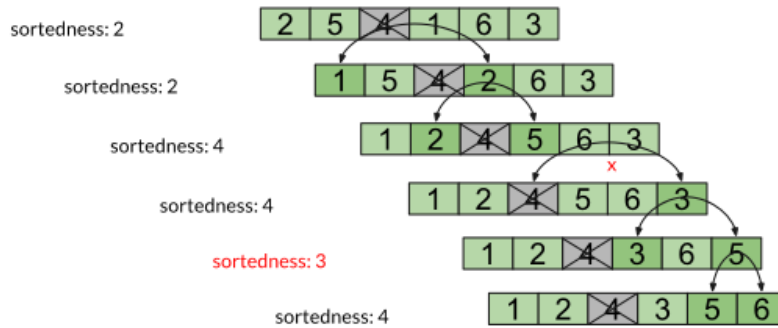 sortedness: 2 2 5 4 1 6 3
sortedness: 2 1 5 4 2 6 3
sortedness: 4 1 2 4 5 6 3
x
sortedness: 4 1 2 4 5 6 3
sortedness: 3 1 2 4 3 6 5
sortedness: 4 1 2 4 3 5 6